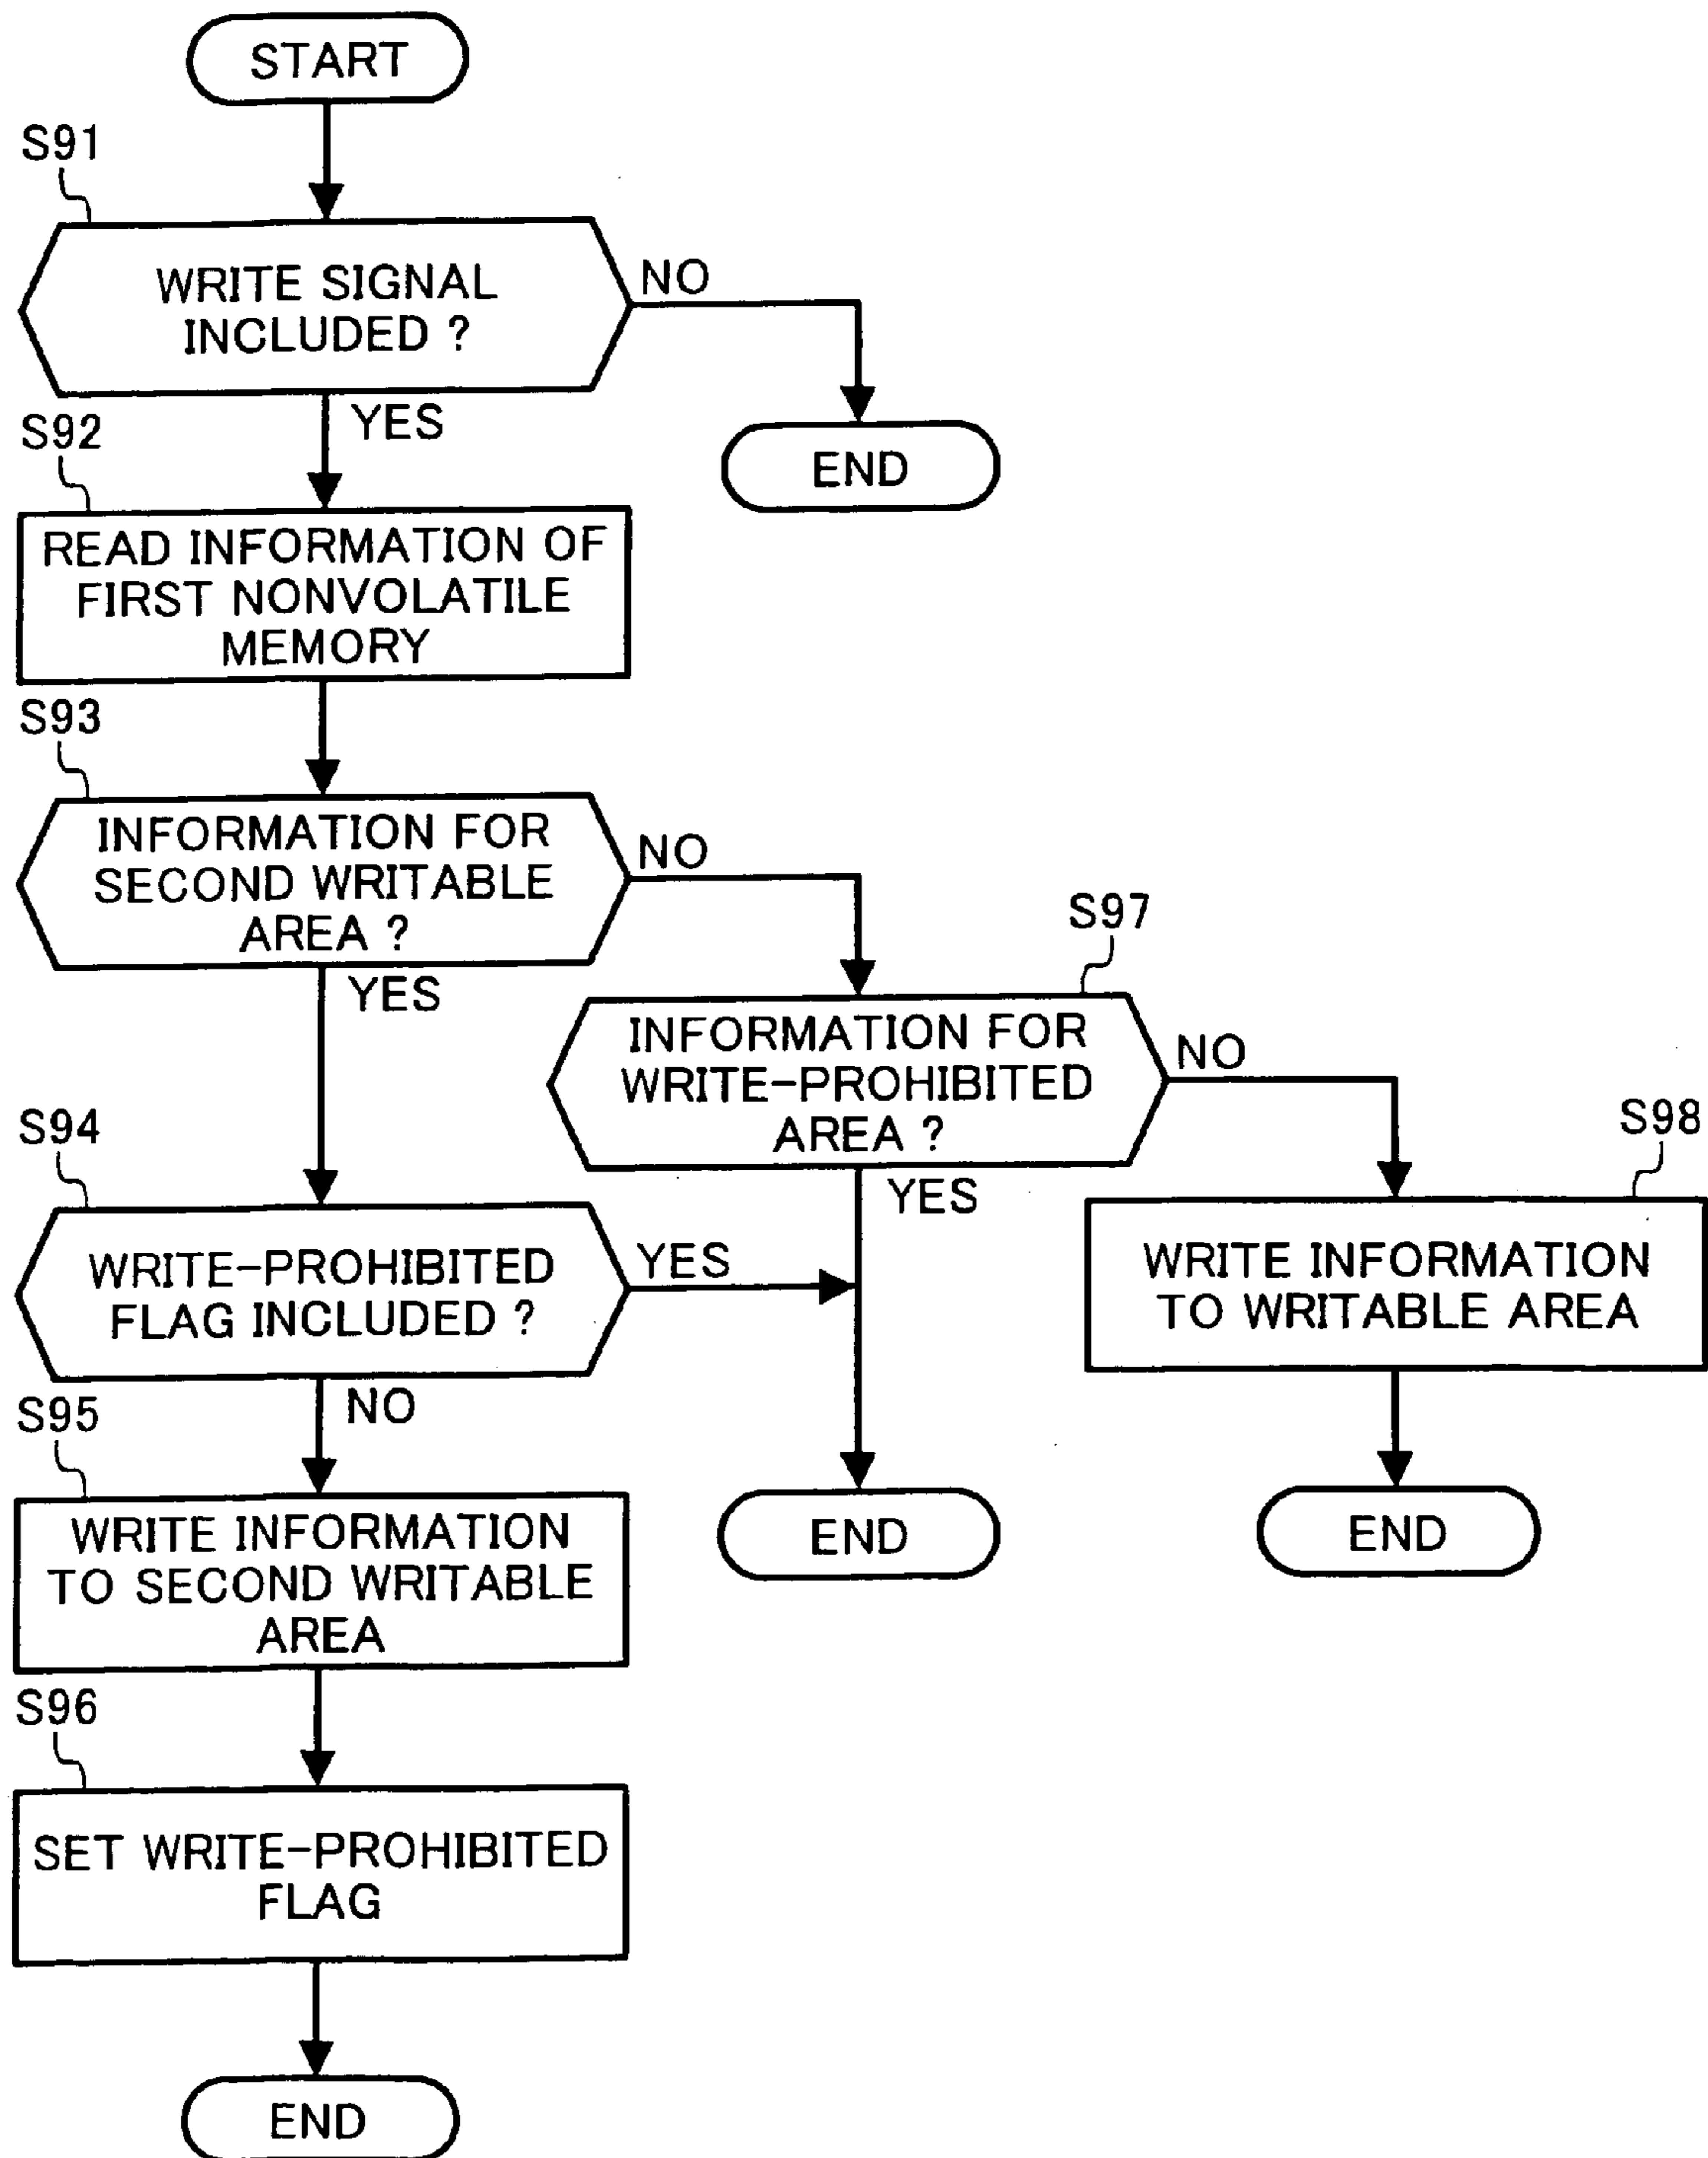 START
S91
WRITE SIGNAL
INCLUDED ?
NO
END
YES
S92
READ INFORMATION OF
FIRST NONVOLATILE
MEMORY
S93
INFORMATION FOR
SECOND WRITABLE
AREA ?
NO
YES
S97
INFORMATION FOR
WRITE-PROHIBITED
AREA ?
NO
YES
S98
WRITE INFORMATION
TO WRITABLE AREA
END
S94
WRITE-PROHIBITED
FLAG INCLUDED ?
YES
END
NO
S95
WRITE INFORMATION
TO SECOND WRITABLE
AREA
S96
SET WRITE-PROHIBITED
FLAG
END